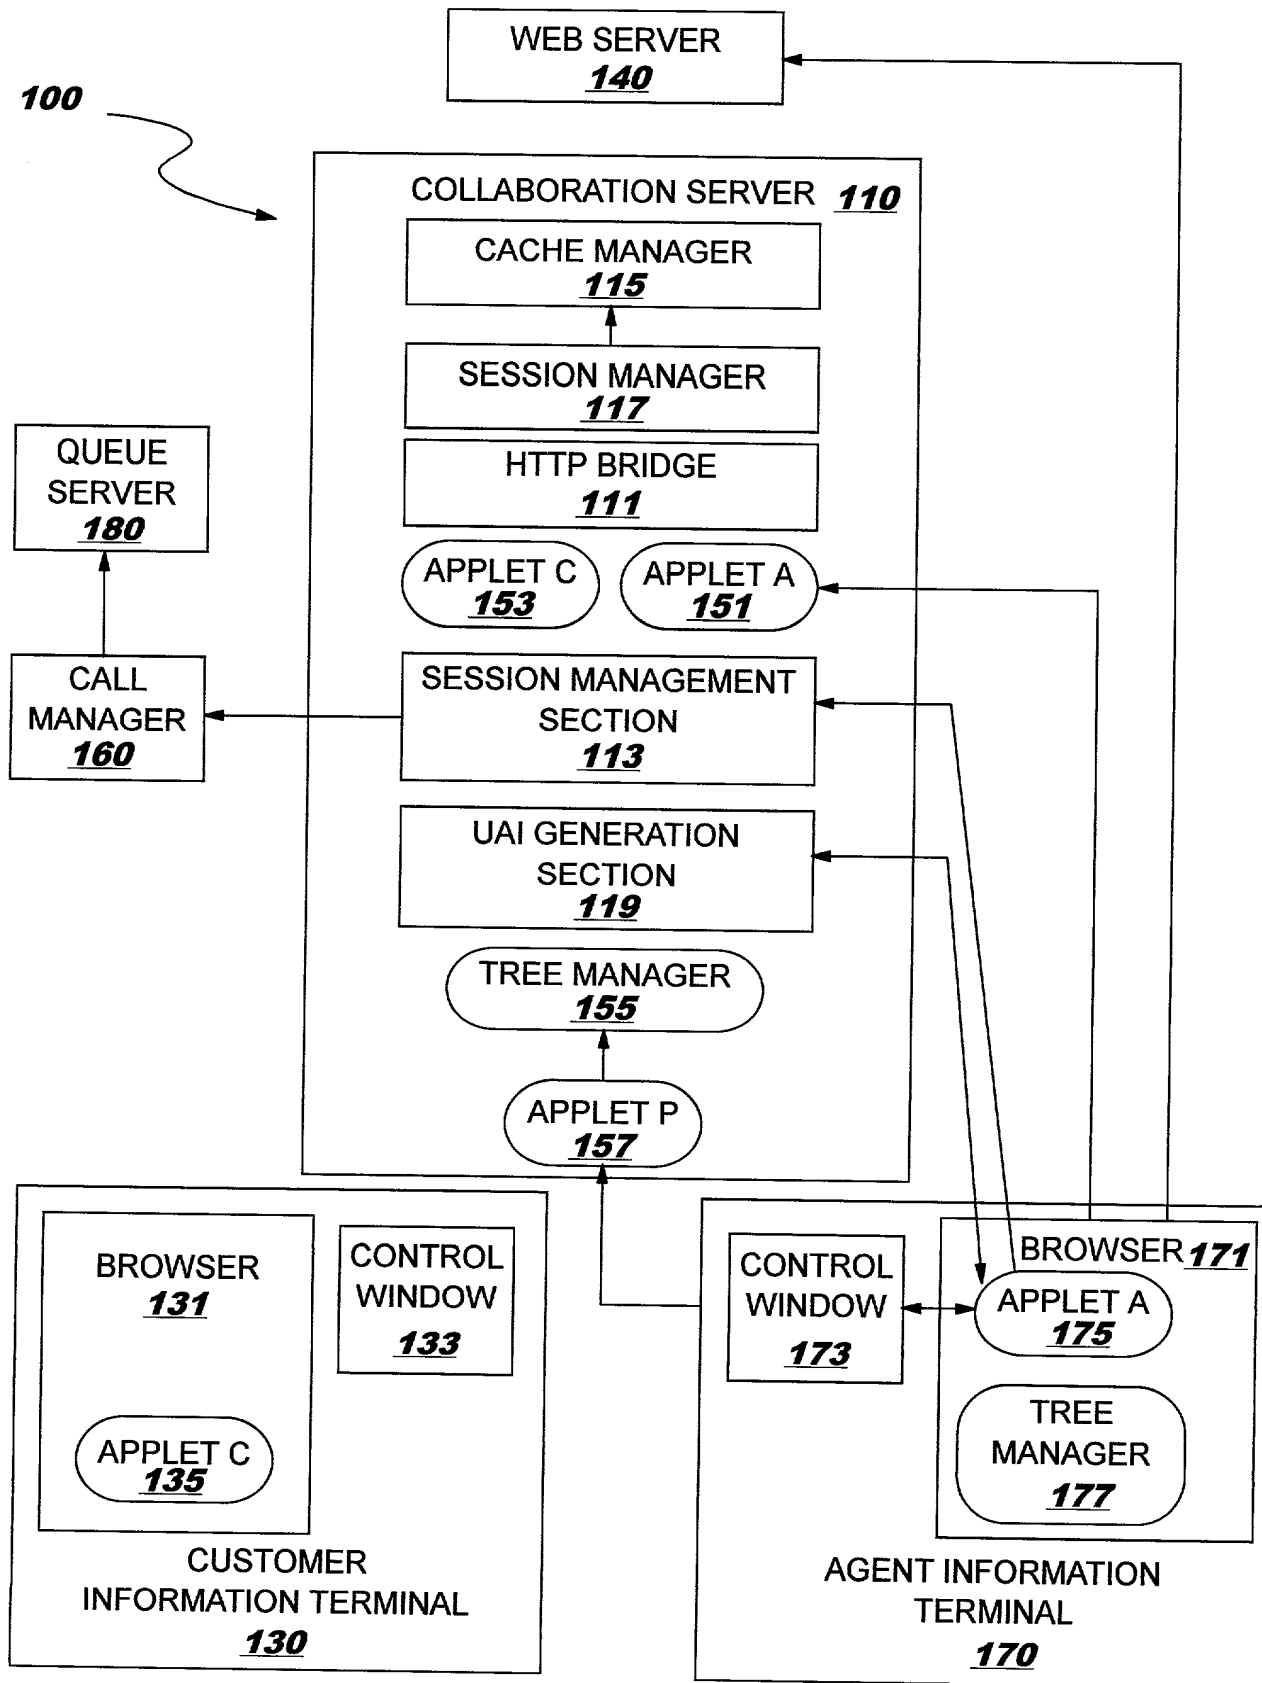 WEB SERVER
140
100
COLLABORATION SERVER 110
CACHE MANAGER
115
SESSION MANAGER
117
HTTP BRIDGE
111
QUEUE
SERVER
180
APPLET C
153
APPLET A
151
CALL
MANAGER
160
SESSION MANAGEMENT
SECTION
113
UAI GENERATION
SECTION
119
TREE MANAGER
155
APPLET P
157
BROWSER
131
CONTROL
WINDOW
133
APPLET C
135
CUSTOMER
INFORMATION TERMINAL
130
CONTROL
WINDOW
173
BROWSER 171
APPLET A
175
TREE
MANAGER
177
AGENT INFORMATION
TERMINAL
170